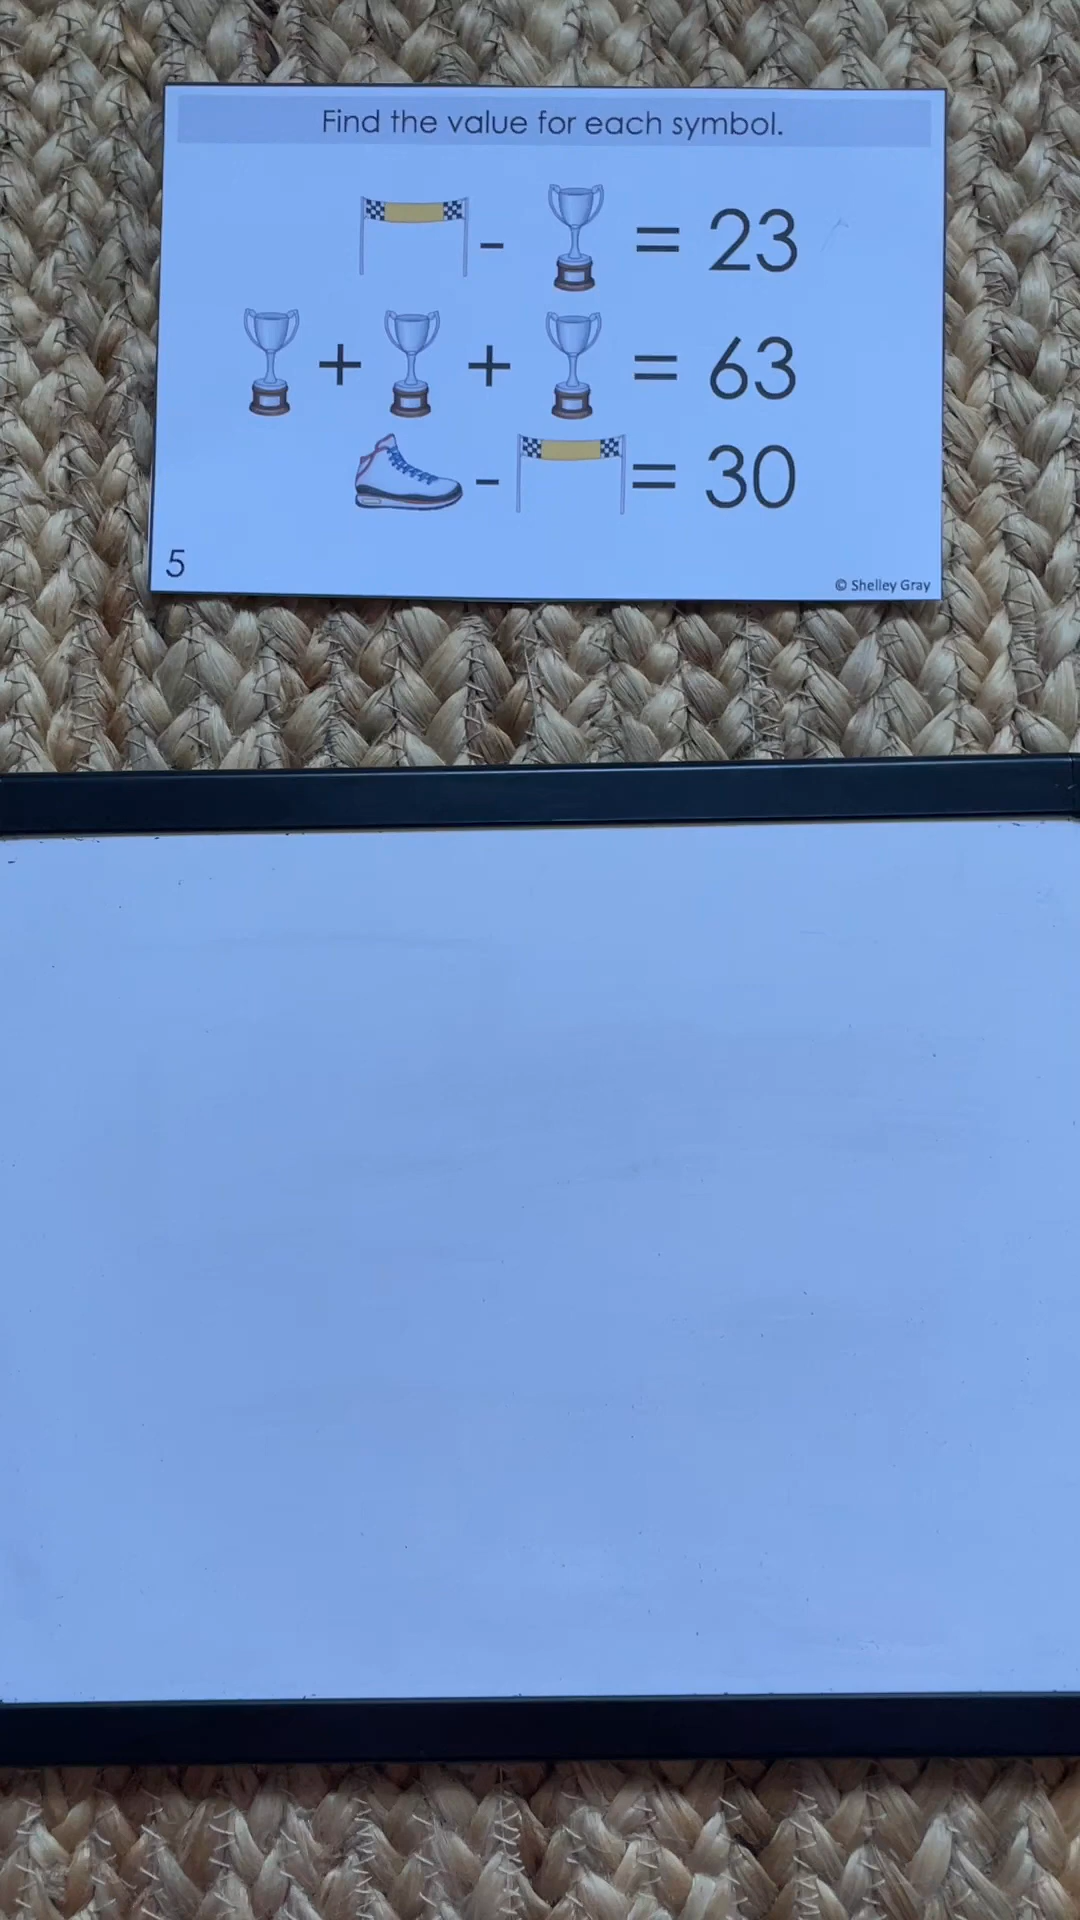 Find the value for each symbol.
- = 23
+ + = 63
- = 30
5
© Shelley Gray